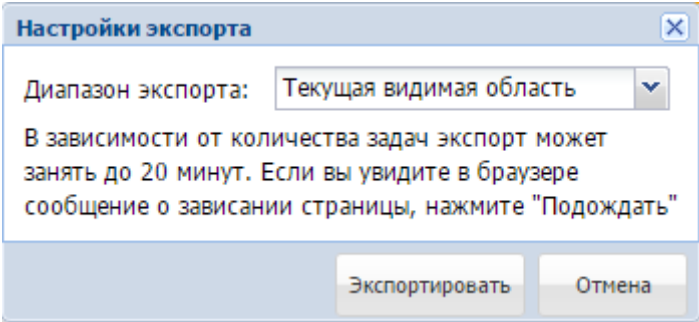 Настройки экспорта
Диапазон экспорта: Текущая видимая область
В зависимости от количества задач экспорт может
занять до 20 минут. Если вы увидите в браузере
сообщение о зависании страницы, нажмите "Подождать"
Экспортировать Отмена